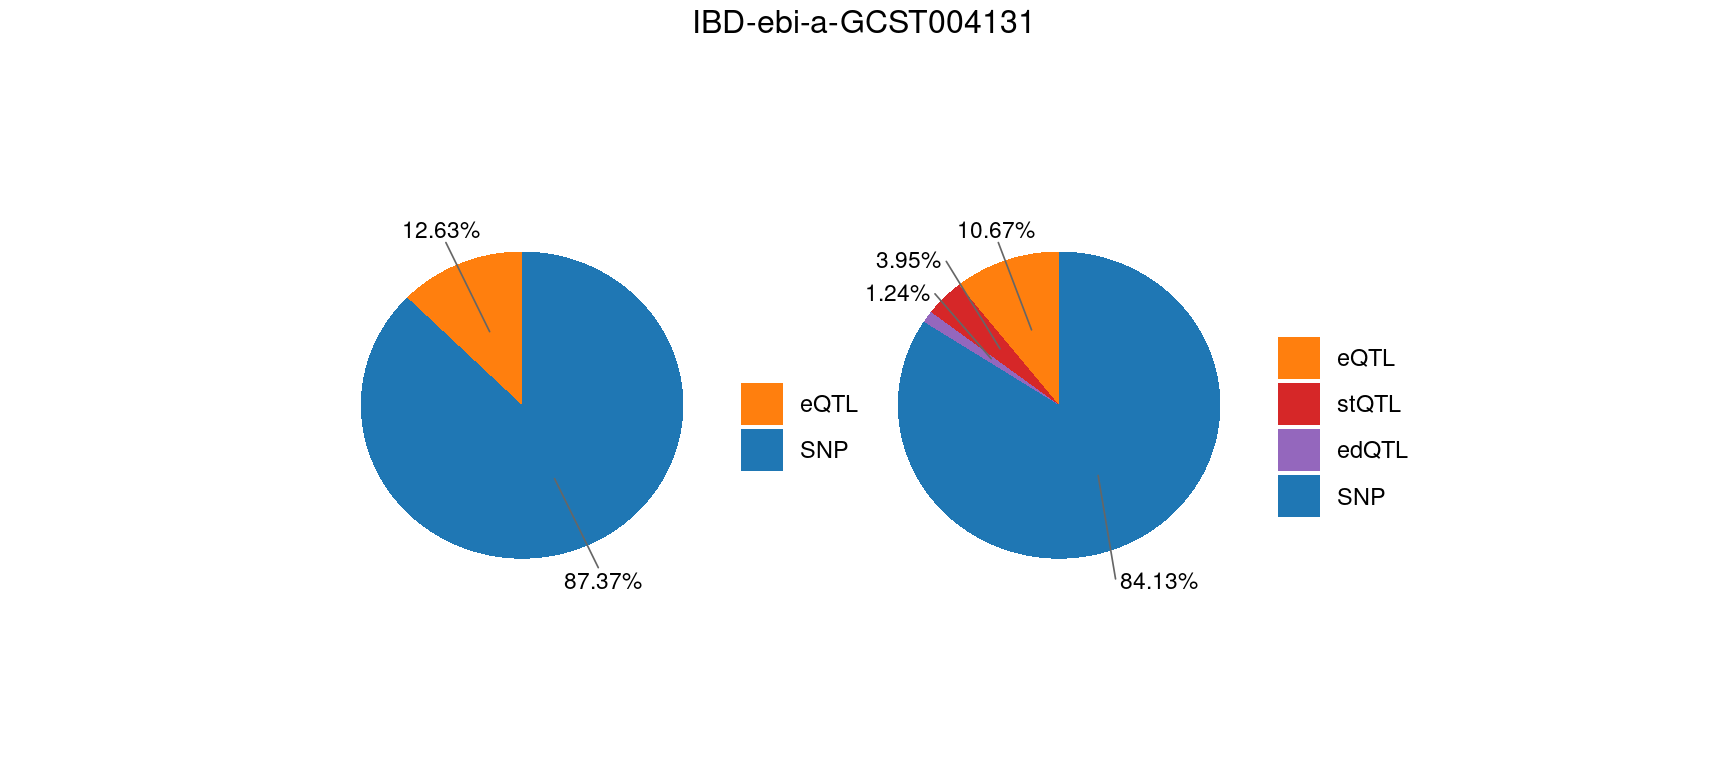 IBD-ebi-a-GCST004131
12.63%
87.37%
eQTL
SNP
10.67%
3.95%
1.24%
84.13%
eQTL
stQTL
edQTL
SNP